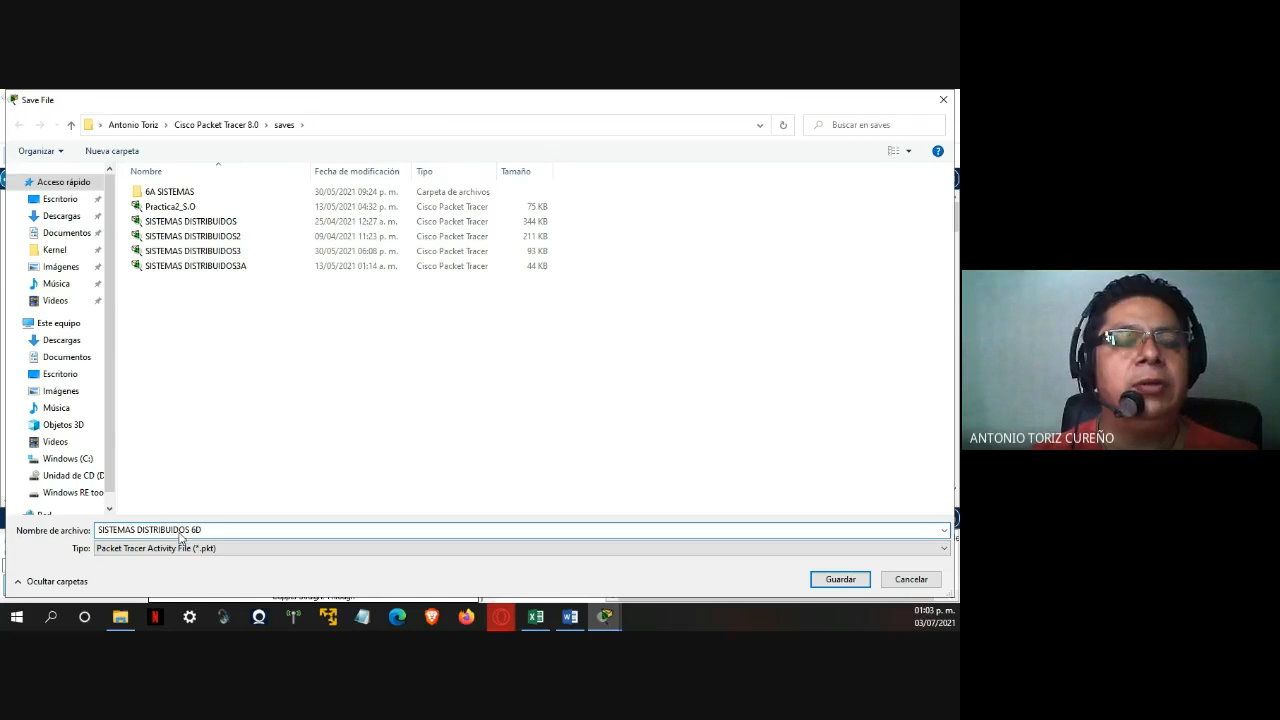 Save File
Antonio Toriz > Cisco Packet Tracer 8.0 > saves >
Buscar en saves
Organizar
Nueva carpeta
Nombre
Fecha de modificación
Tipo
Tamaño
6A SISTEMAS 30/05/2021 09:24 p. m. Carpeta de archivos
Practica2_S.O 13/05/2021 04:32 p. m. Cisco Packet Tracer 75 KB
SISTEMAS DISTRIBUIDOS 25/04/2021 12:27 a. m. Cisco Packet Tracer 344 KB
SISTEMAS DISTRIBUIDOS2 09/04/2021 11:23 p. m. Cisco Packet Tracer 211 KB
SISTEMAS DISTRIBUIDOS3 30/05/2021 06:08 p. m. Cisco Packet Tracer 93 KB
SISTEMAS DISTRIBUIDOS3A 13/05/2021 01:14 a. m. Cisco Packet Tracer 44 KB
Acceso rápido
Escritorio
Descargas
Documentos
Kernel
Imágenes
Música
Videos
Este equipo
Descargas
Documentos
Escritorio
Imágenes
Música
Objetos 3D
Videos
Windows (C:)
Unidad de CD (D
Windows RE too
Nombre de archivo: SISTEMAS DISTRIBUIDOS 6D
Tipo: Packet Tracer Activity File (*.pkt)
Ocultar carpetas
Guardar
Cancelar
01:03 p. m.
03/07/2021
ANTONIO TORIZ CUREÑO